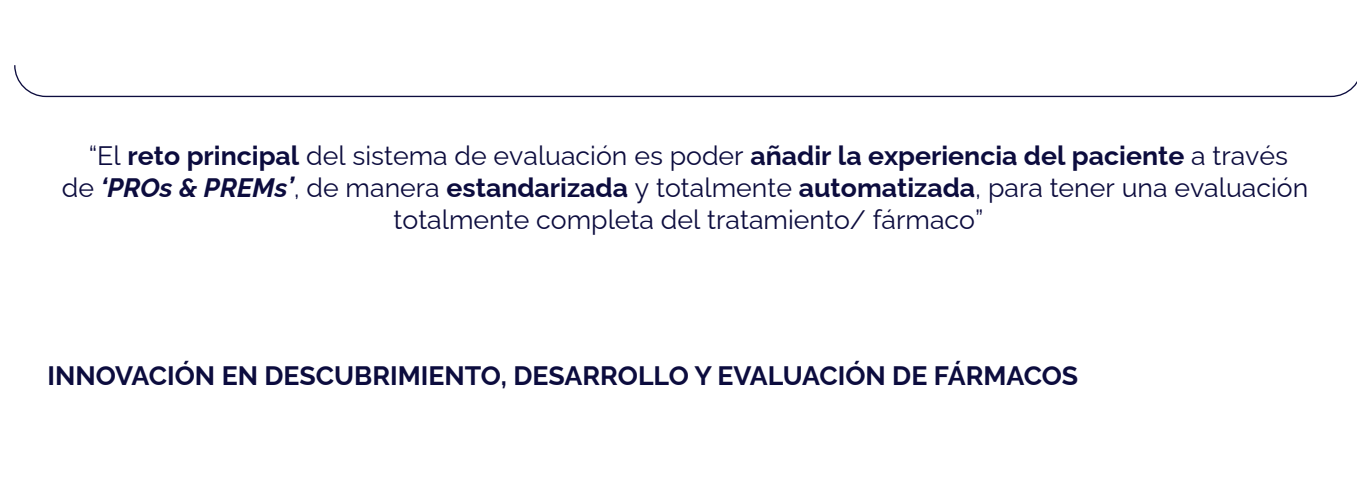 “El reto principal del sistema de evaluación es poder añadir la experiencia del paciente a través
de ‘PROs & PREMs’, de manera estandarizada y totalmente automatizada, para tener una evaluación
totalmente completa del tratamiento/ fármaco”
INNOVACIÓN EN DESCUBRIMIENTO, DESARROLLO Y EVALUACIÓN DE FÁRMACOS